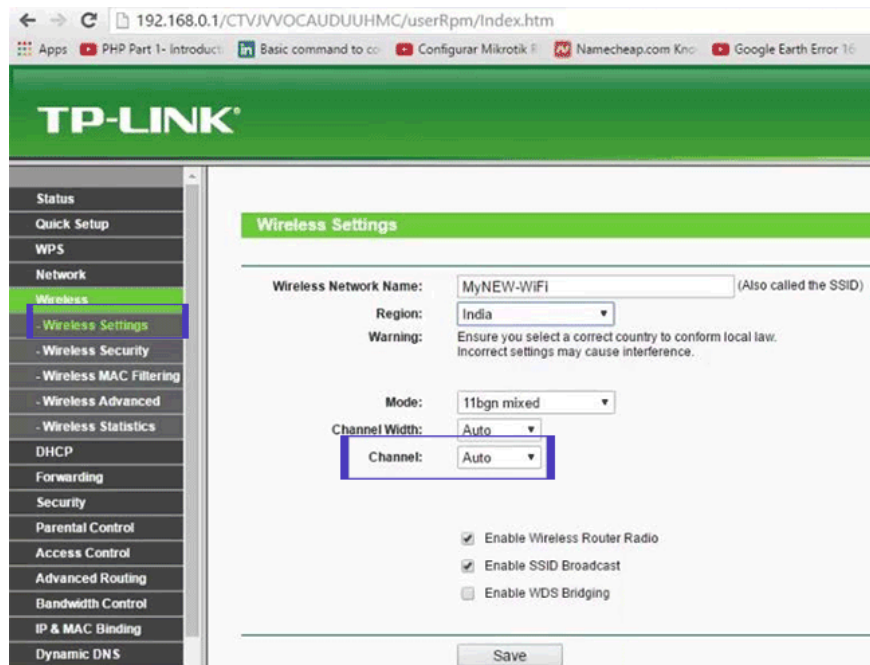 192.168.0.1/CTVJVVOCAUDUUHMC/userRpm/Index.htm
Apps PHP Part 1- Introduct Basic command to co Configurar Mikrotik R Namecheap.com Kno Google Earth Error 16
TP-LINK
Status
Quick Setup
WPS
Network
Wireless
- Wireless Settings
- Wireless Security
- Wireless MAC Filtering
- Wireless Advanced
- Wireless Statistics
DHCP
Forwarding
Security
Parental Control
Access Control
Advanced Routing
Bandwidth Control
IP & MAC Binding
Dynamic DNS
Wireless Settings
Wireless Network Name: MyNEW-WiFi (Also called the SSID)
Region: India
Warning: Ensure you select a correct country to conform local law.
Incorrect settings may cause interference.
Mode: 11bgn mixed
Channel Width: Auto
Channel: Auto
Enable Wireless Router Radio
Enable SSID Broadcast
Enable WDS Bridging
Save